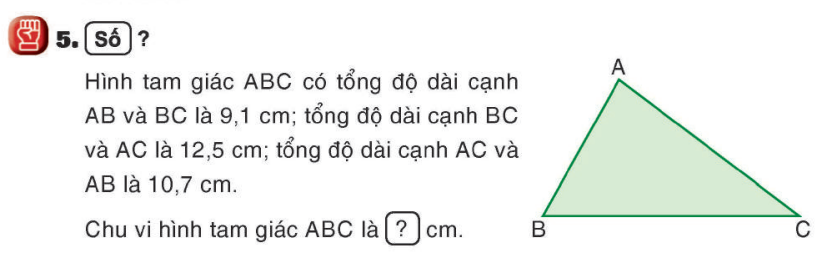 5. Số ?
Hình tam giác ABC có tổng độ dài cạnh
AB và BC là 9,1 cm; tổng độ dài cạnh BC
và AC là 12,5 cm; tổng độ dài cạnh AC và
AB là 10,7 cm.
Chu vi hình tam giác ABC là ? cm.
A
B
C